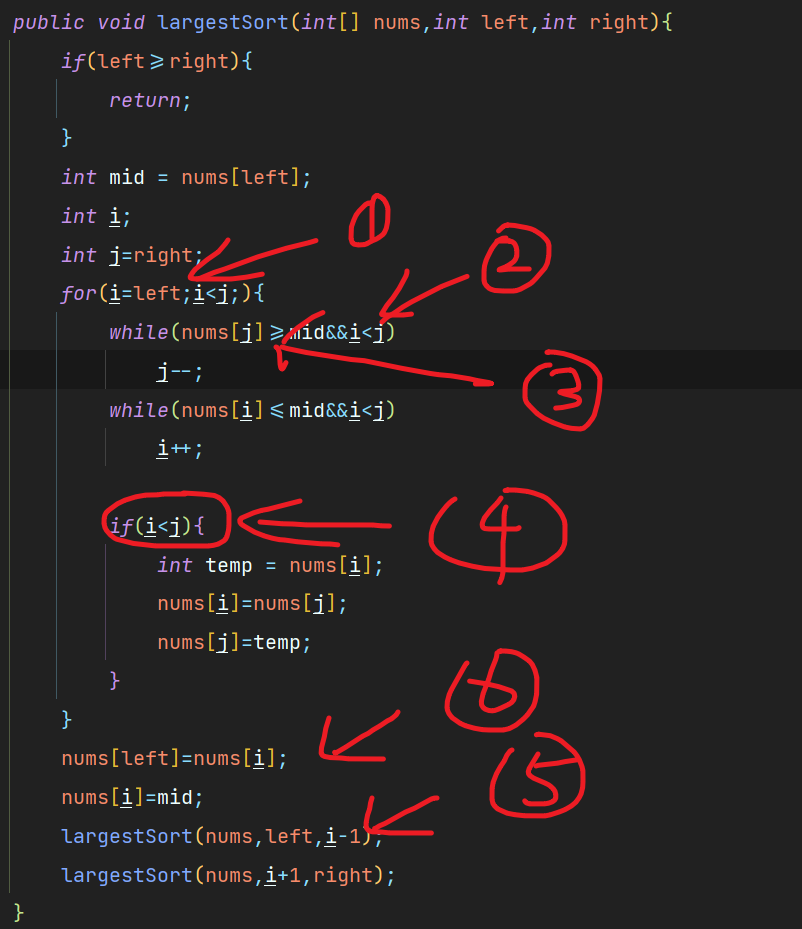 public void largestSort(int[] nums,int left,int right){
if(left>=right){
return;
}
int mid = nums[left];
int i;
①
int j=right;
②
for(i=left;i<j;){
while(nums[j]>=mid&&i<j)
j--;
③
while(nums[i]<=mid&&i<j)
i++;
if(i<j){
④
int temp = nums[i];
nums[i]=nums[j];
nums[j]=temp;
}
⑥
}
nums[left]=nums[i];
⑤
nums[i]=mid;
largestSort(nums,left,i-1);
largestSort(nums,i+1,right);
}